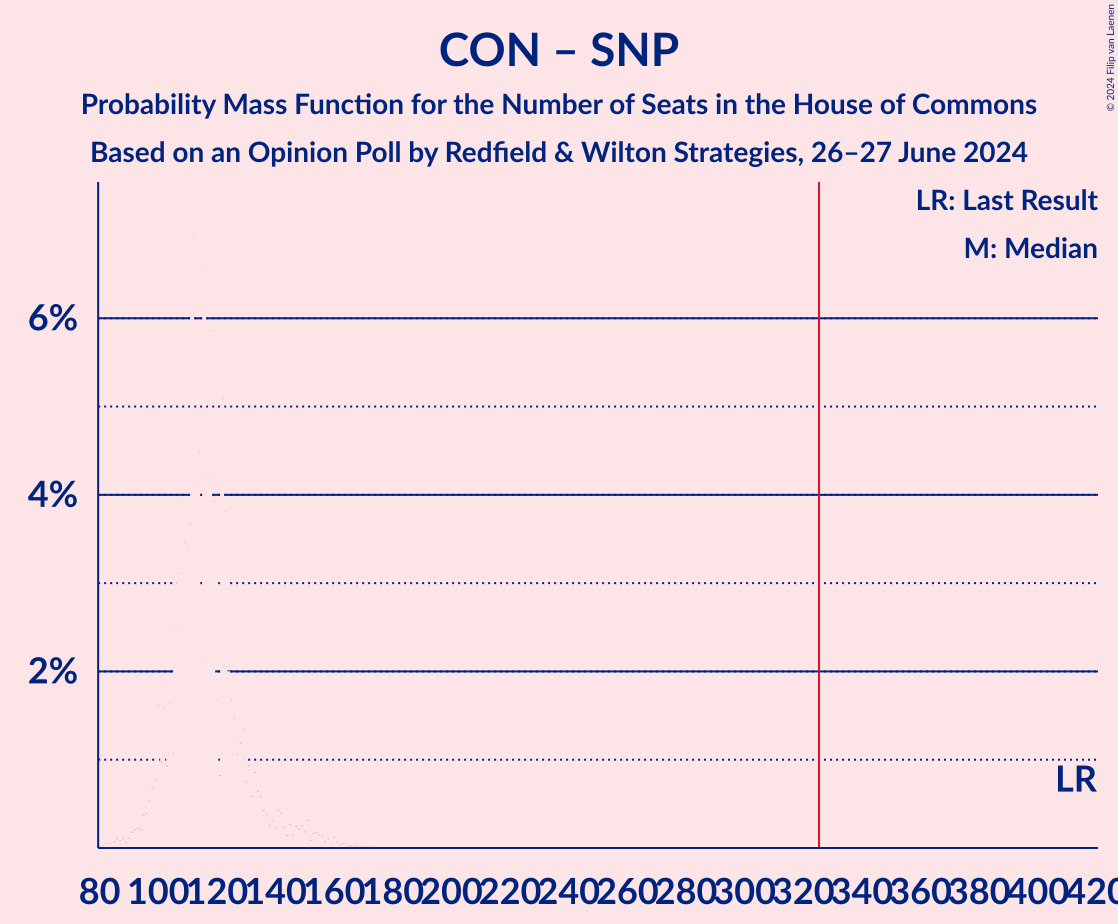 CON – SNP
Probability Mass Function for the Number of Seats in the House of Commons
Based on an Opinion Poll by Redfield & Wilton Strategies, 26–27 June 2024
© 2024 Filip van Laenen
LR: Last Result
M: Median
6%
4%
2%
LR
80 100 120 140 160 180 200 220 240 260 280 300 320 340 360 380 400 420